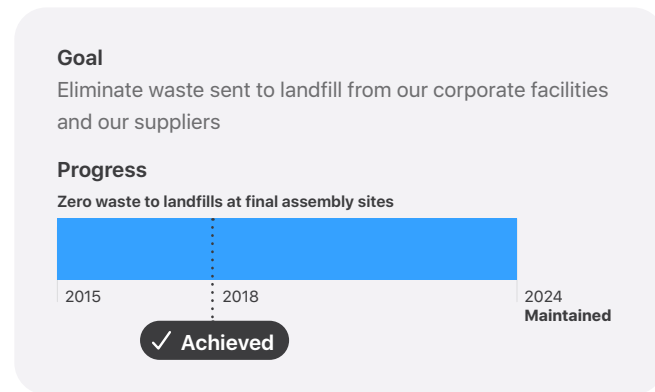 Goal
Eliminate waste sent to landfill from our corporate facilities
and our suppliers
Progress
Zero waste to landfills at final assembly sites
2015
2018
2024
Maintained
Achieved